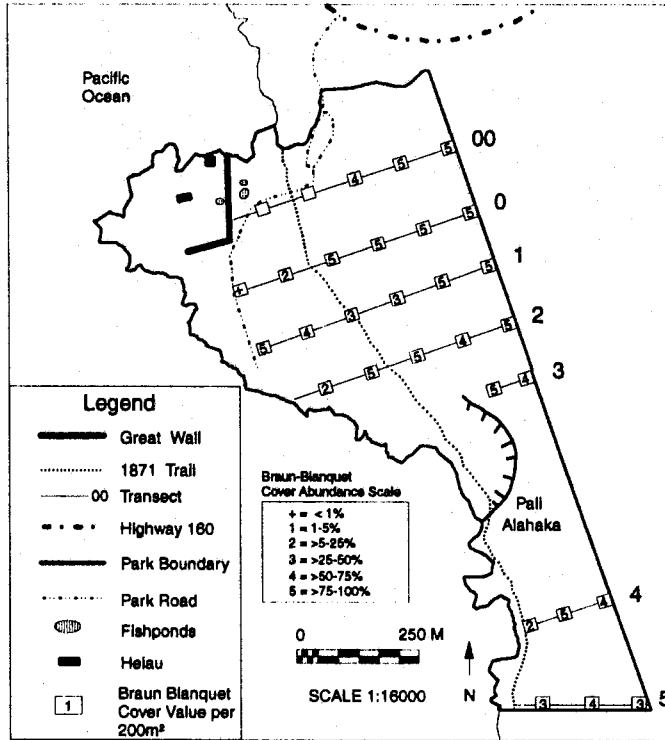 Pacific
Ocean
00
4 5 5
0
+ 2 5 5 5 5
1
5 4 3 3 5 5
2
2 5 5 4 5
3
5 4
Legend
Great Wall
1871 Trail
00 Transect
Highway 160
Park Boundary
Park Road
Fishponds
Heiau
1 Braun Blanquet
Cover Value per
200m²
Braun-Blanquet
Cover Abundance Scale
+ = < 1%
1 = 1-5%
2 = >5-25%
3 = >25-50%
4 = >50-75%
5 = >75-100%
Pali
Alahaka
0 250 M
SCALE 1:16000
N
4
2 5 4
5
3 4 3